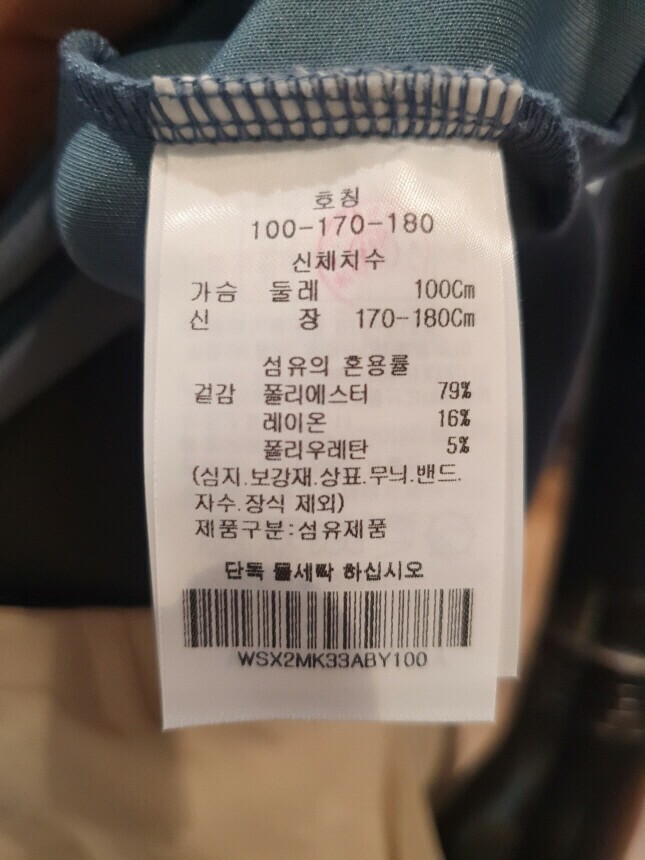 호칭
100-170-180
신체치수
가슴 둘레 100Cm
신 장 170-180Cm
섬유의 혼용률
겉감 폴리에스터 79%
레이온 16%
폴리우레탄 5%
(심지.보강재.상표.무늬.밴드.
자수.장식 제외)
제품구분:섬유제품
단독 물세탁 하십시오
WSX2MK33ABY100